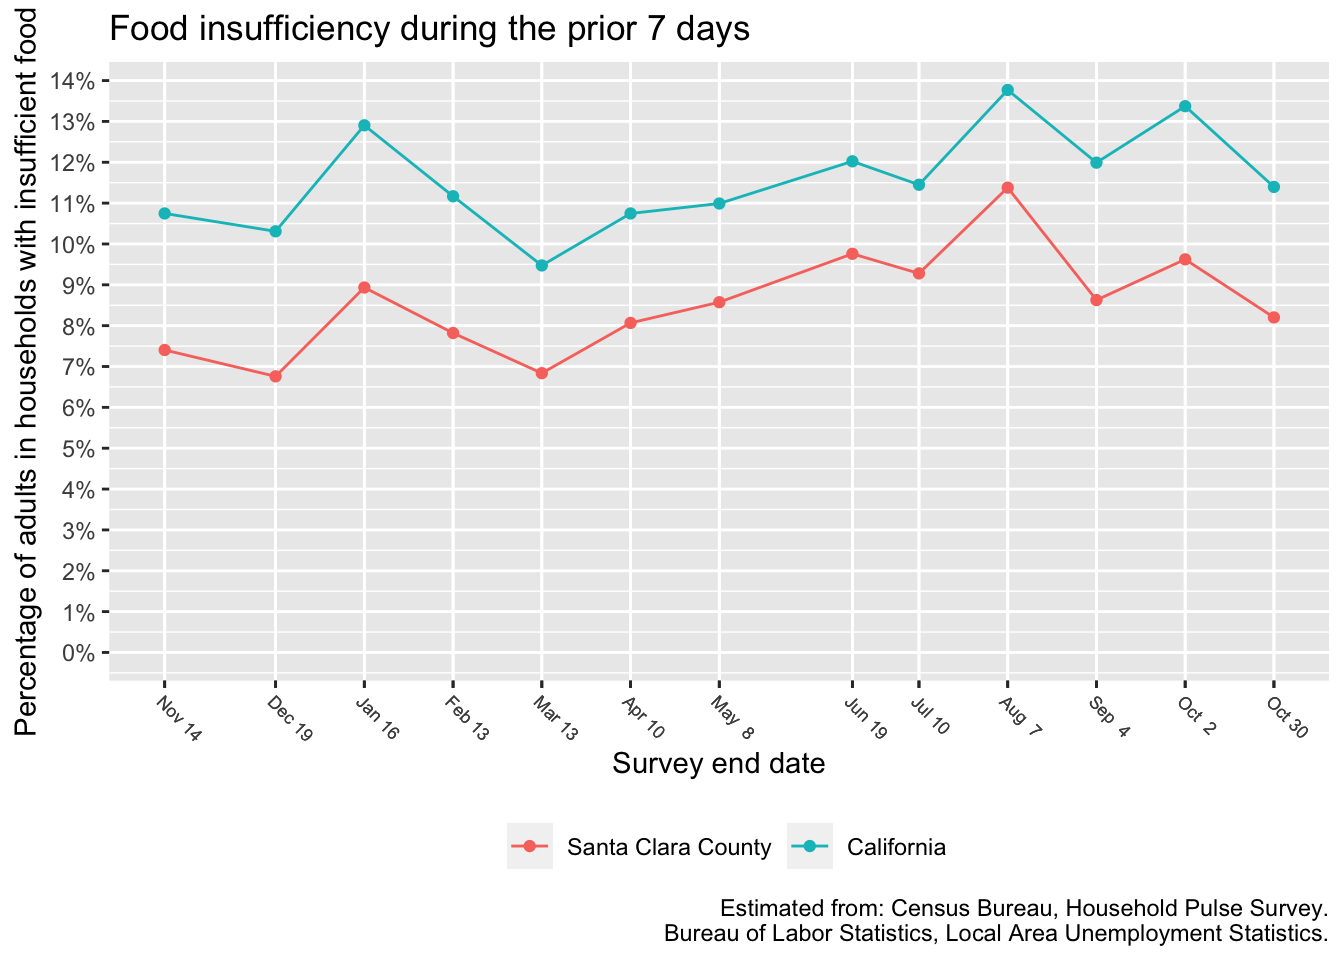 Food insufficiency during the prior 7 days
Percentage of adults in households with insufficient food
14%
13%
12%
11%
10%
9%
8%
7%
6%
5%
4%
3%
2%
1%
0%
Nov 14
Dec 19
Jan 16
Feb 13
Mar 13
Apr 10
May 8
Jun 19
Jul 10
Aug 7
Sep 4
Oct 2
Oct 30
Survey end date
Santa Clara County
California
Estimated from: Census Bureau, Household Pulse Survey.
Bureau of Labor Statistics, Local Area Unemployment Statistics.